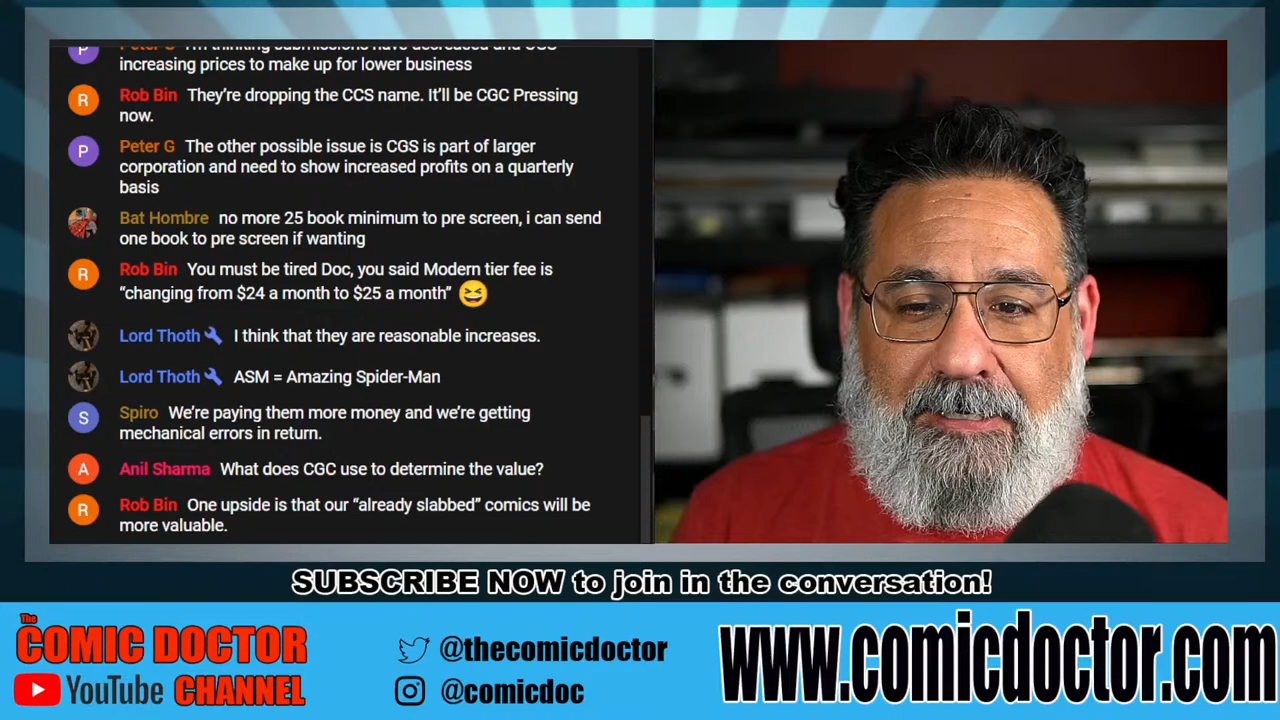 increasing prices to make up for lower business
Rob Bin They're dropping the CCS name. It'll be CGC Pressing
now.
Peter G The other possible issue is CGS is part of larger
corporation and need to show increased profits on a quarterly
basis
Bat Hombre no more 25 book minimum to pre screen, i can send
one book to pre screen if wanting
Rob Bin You must be tired Doc, you said Modern tier fee is
“changing from $24 a month to $25 a month”
Lord Thoth I think that they are reasonable increases.
Lord Thoth ASM = Amazing Spider-Man
Spiro We're paying them more money and we're getting
mechanical errors in return.
Anil Sharma What does CGC use to determine the value?
Rob Bin One upside is that our “already slabbed” comics will be
more valuable.
P
R
P
R
S
A
R
SUBSCRIBE NOW to join in the conversation!
The
COMIC DOCTOR
YouTube CHANNEL
@thecomicdoctor
@comicdoc
www.comicdoctor.com